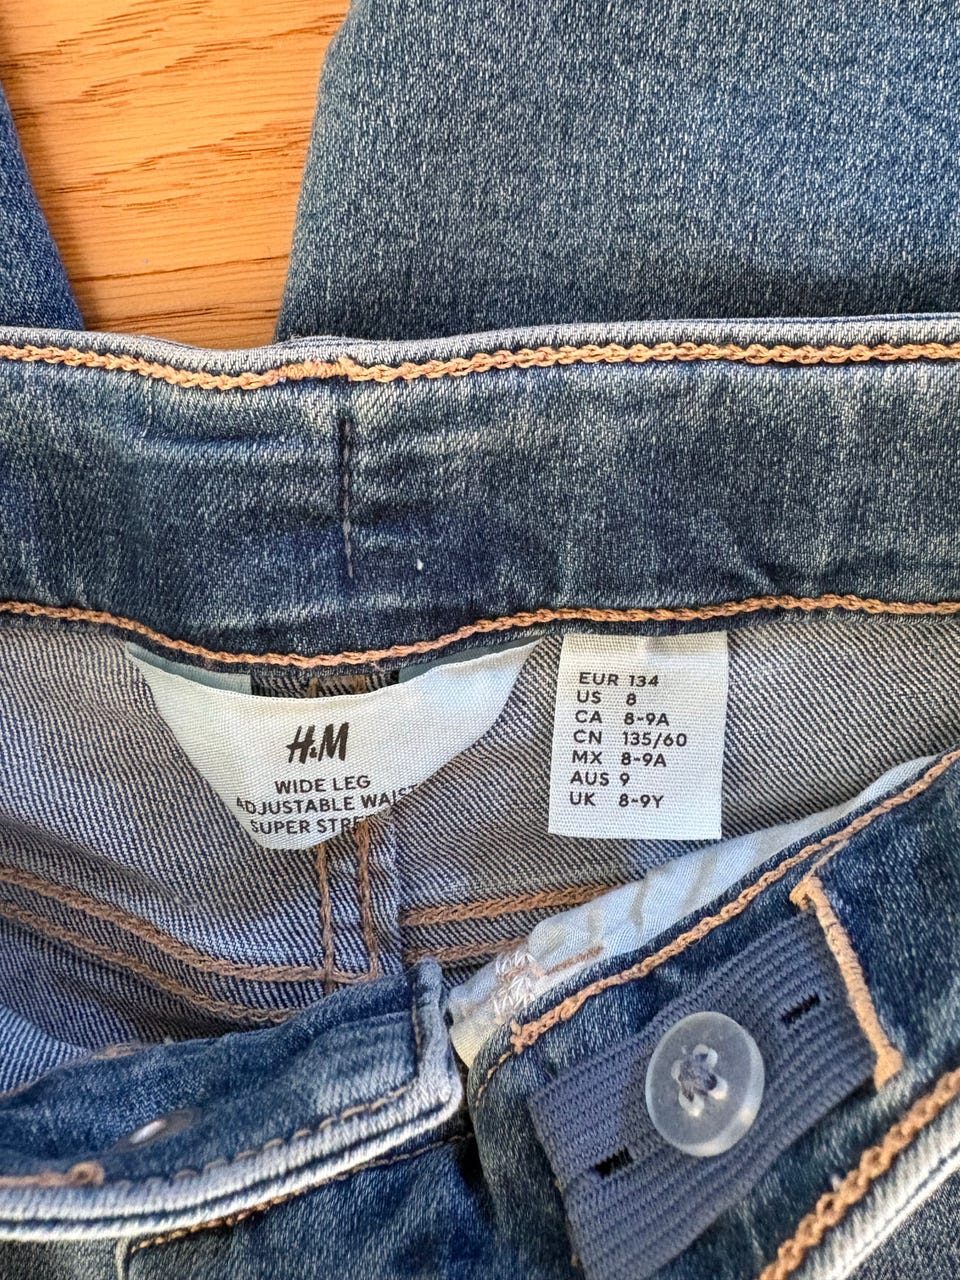 H&M
WIDE LEG
ADJUSTABLE WAIST
SUPER
EUR 134
US 8
CA 8-9A
CN 135/60
MX 8-9A
AUS 9
UK 8-9Y